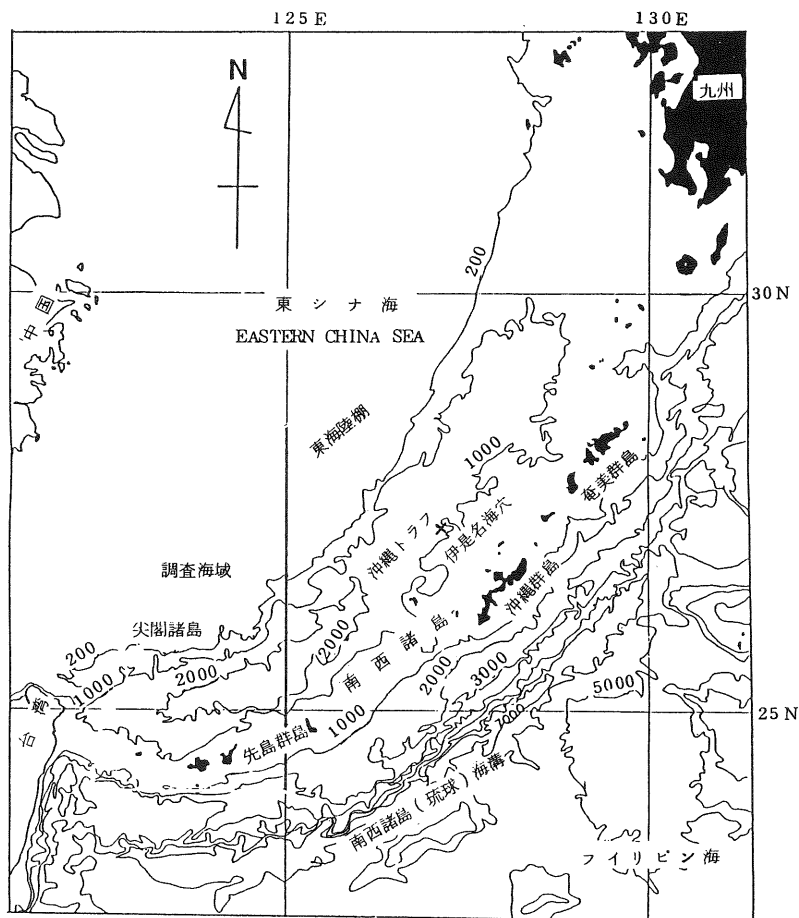 125E
130E
N
九州
200
30N
中国
東シナ海
EASTERN CHINA SEA
東海陸棚
1000
奄美群島
沖縄トラフ
伊是名海穴
調査海域
沖縄群島
尖閣諸島
200
2000
南西諸島
1000
2000
2000
3000
5000
台湾
25N
1000
7000
先島群島
南西諸島(琉球)海溝
フイリピン海